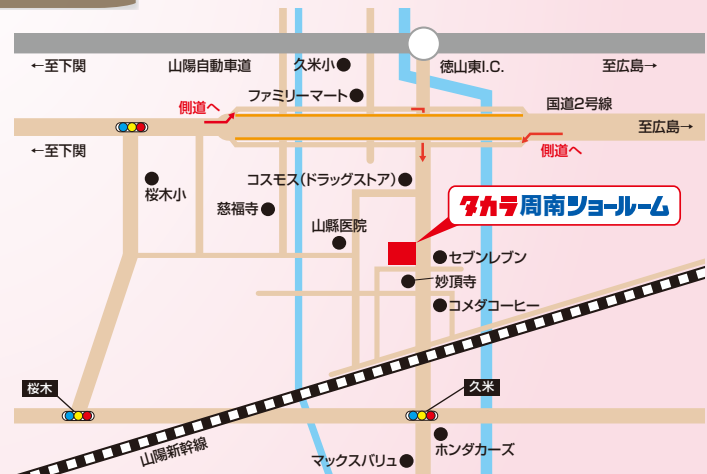 ←至下関
山陽自動車道
久米小
徳山東I.C.
至広島→
ファミリーマート
国道2号線
側道へ
至広島→
←至下関
側道へ
コスモス(ドラッグストア)
桜木小
慈福寺
タカラ周南ショールーム
山縣医院
セブンレブン
妙頂寺
コメダコーヒー
桜木
久米
山陽新幹線
ホンダカーズ
マックスバリュ